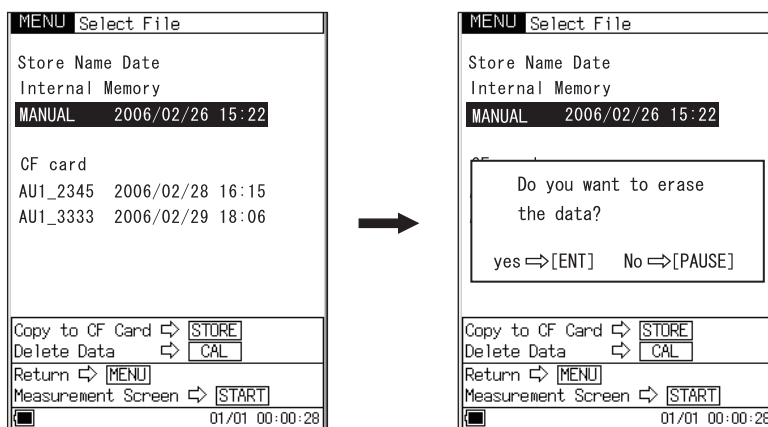 MENU Select File
Store Name Date
Internal Memory
MANUAL 2006/02/26 15:22
CF card
AU1_2345 2006/02/28 16:15
AU1_3333 2006/02/29 18:06
Copy to CF Card ⇨ STORE
Delete Data ⇨ CAL
Return ⇨ MENU
Measurement Screen ⇨ START
01/01 00:00:28
MENU Select File
Store Name Date
Internal Memory
MANUAL 2006/02/26 15:22
Do you want to erase
the data?
yes ⇨[ENT] No ⇨[PAUSE]
Copy to CF Card ⇨ STORE
Delete Data ⇨ CAL
Return ⇨ MENU
Measurement Screen ⇨ START
01/01 00:00:28